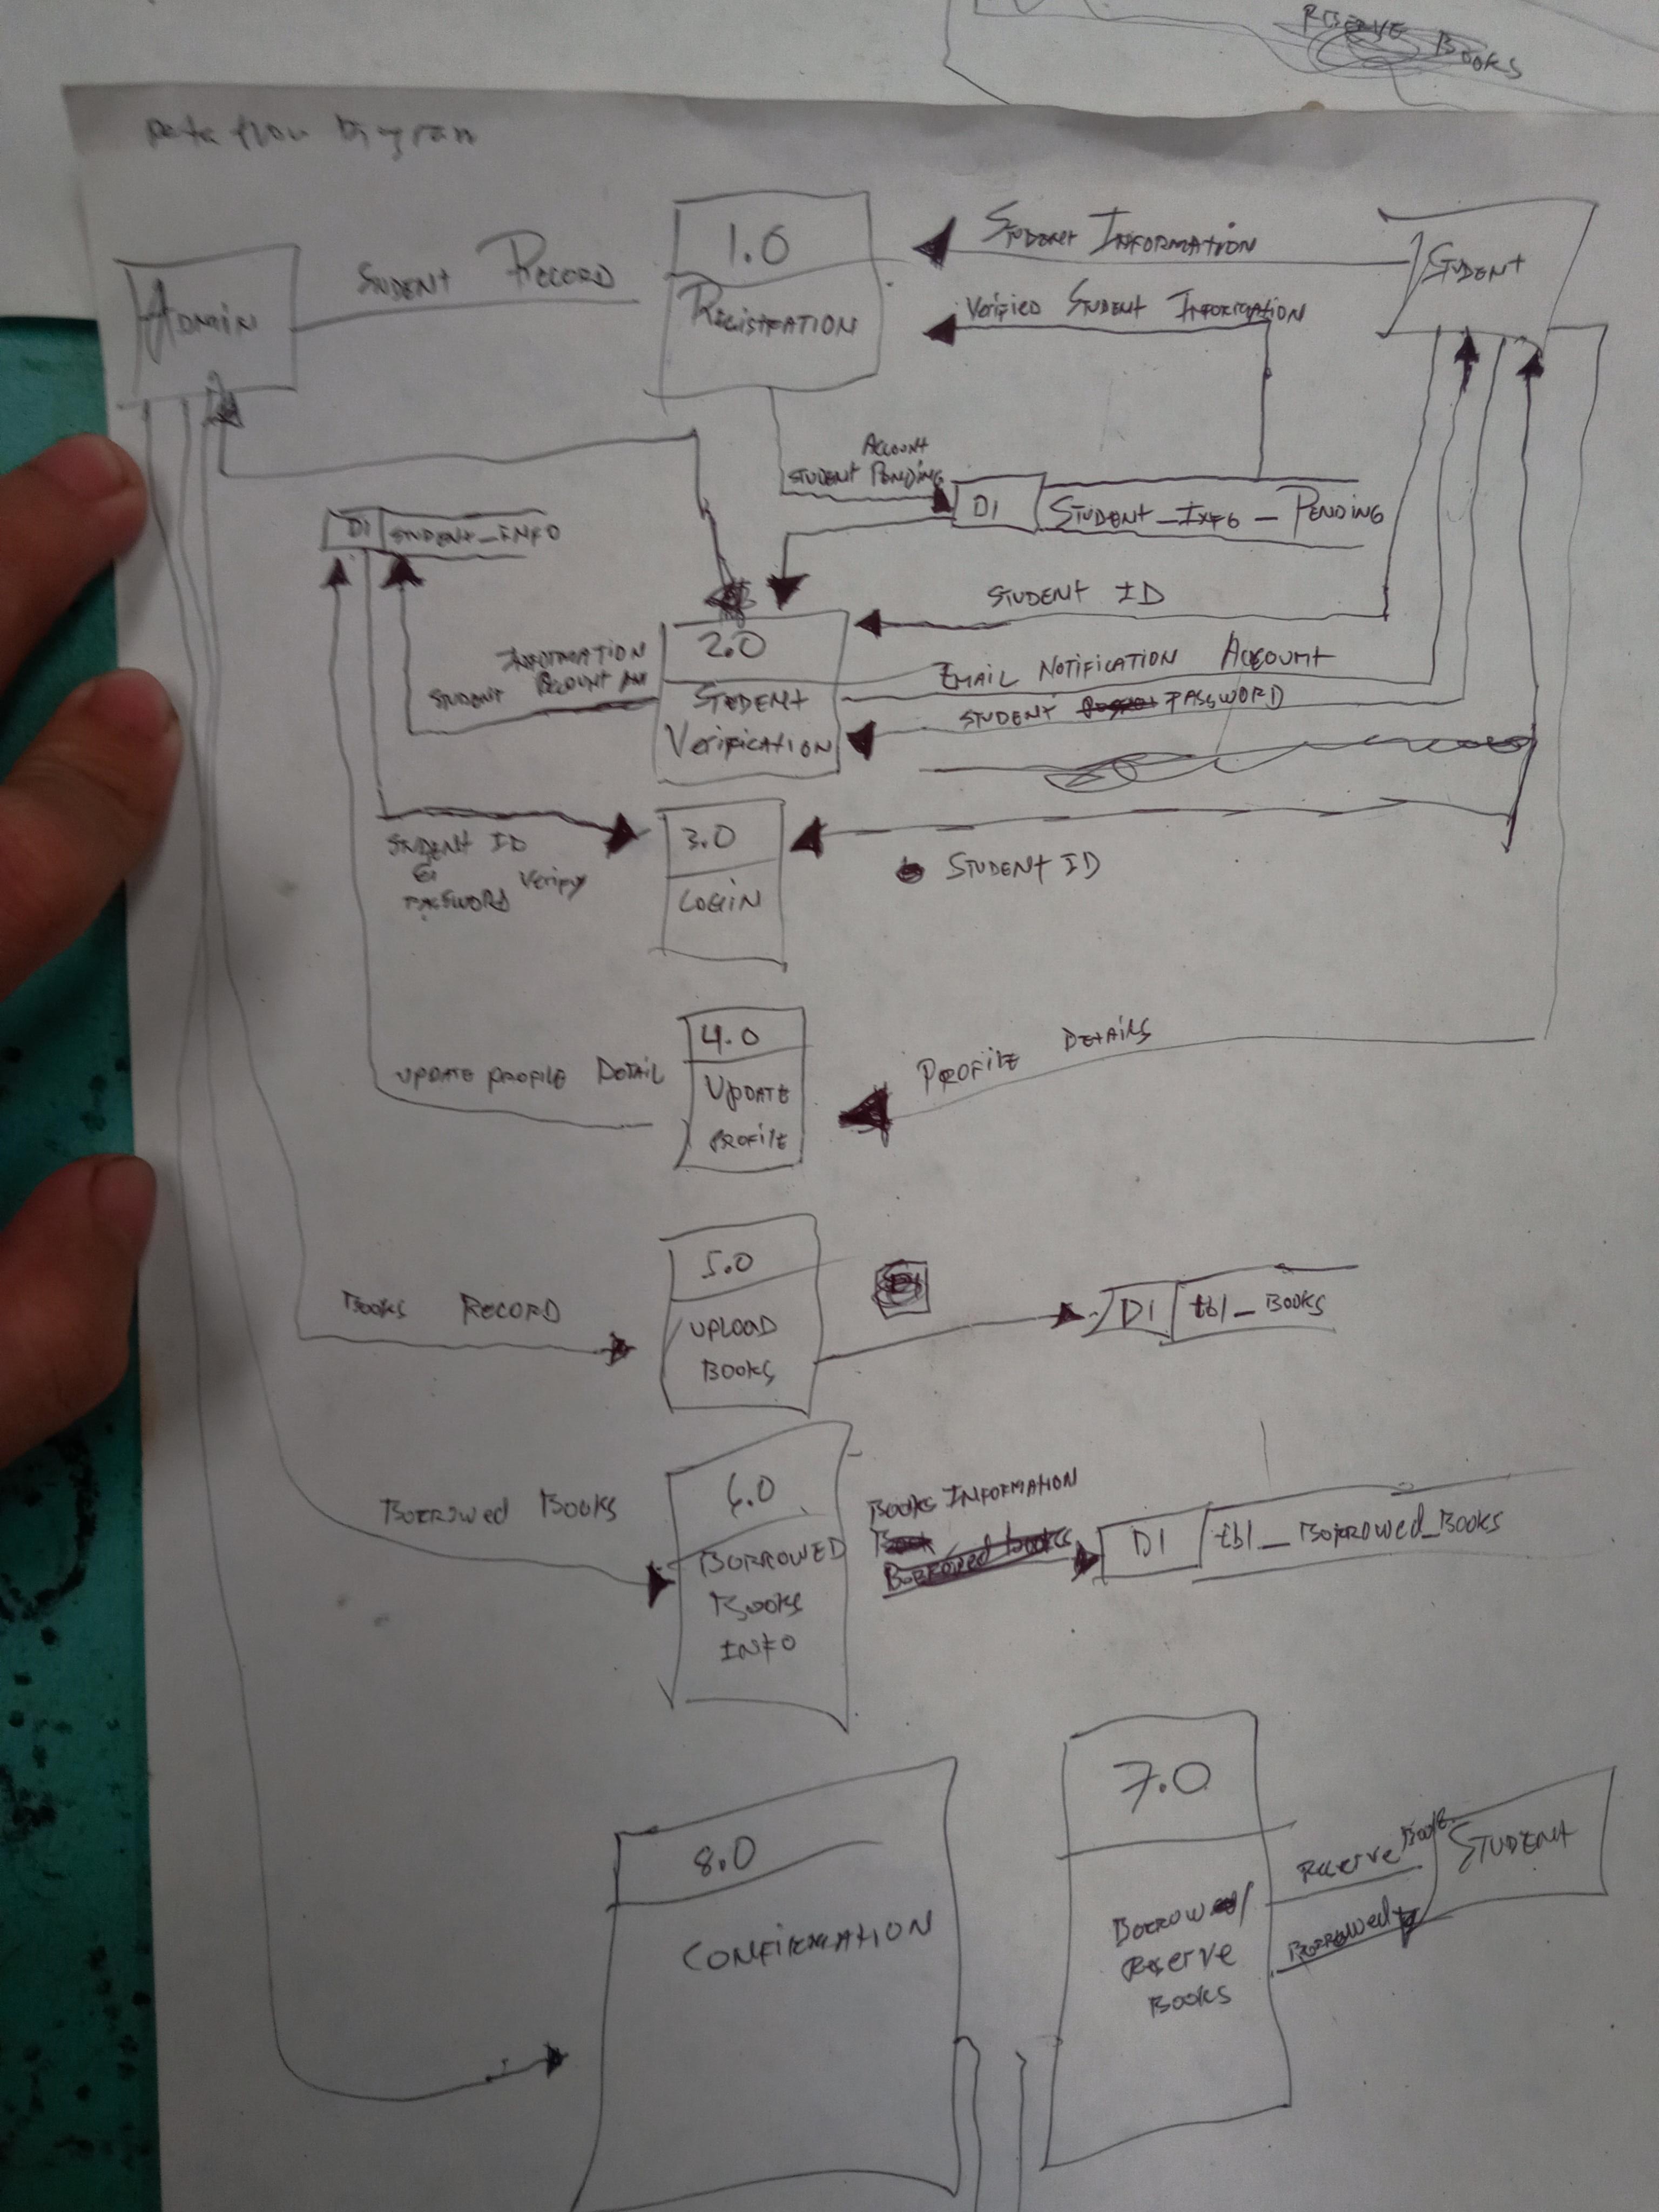 RESERVE BOOKS
Data flow Diagram
1.0
REGISTRATION
STUDENT RECORD
ADMIN
STUDENT INFORMATION
STUDENT
Verified STUDENT INFORMATION
ACCOUNT
STUDENT PENDING
D1 STUDENT_INFO_PENDING
D1 STUDENT_INFO
STUDENT ID
2.0
STUDENT
VERIFICATION
INFORMATION
STUDENT ACCOUNT
EMAIL NOTIFICATION ACCOUNT
STUDENT PASSWORD
3.0
LOGIN
STUDENT ID
&
PASSWORD Verify
STUDENT ID
4.0
UPDATE
PROFILE
UPDATE PROFILE DETAIL
PROFILE DETAILS
5.0
UPLOAD
BOOKS
BOOKS RECORD
D1 tbl_BOOKS
6.0
BORROWED
BOOKS
INFO
BORROWED BOOKS
BOOKS INFORMATION
Book
Borrowed books
D1 tbl_BORROWED_BOOKS
7.0
BORROW/
RESERVE
BOOKS
Reserve Book
STUDENT
Borrowed
8.0
CONFIRMATION